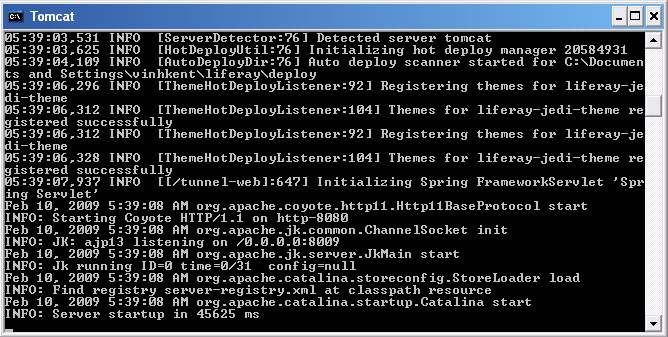 Tomcat
05:39:03,531 INFO  [ServerDetector:76] Detected server tomcat
05:39:03,625 INFO  [HotDeployUtil:76] Initializing hot deploy manager 20584931
05:39:04,109 INFO  [AutoDeployDir:76] Auto deploy scanner started for C:\Documen
ts and Settings\vinhkent\liferay\deploy
05:39:06,296 INFO  [ThemeHotDeployListener:92] Registering themes for liferay-je
di-theme
05:39:06,312 INFO  [ThemeHotDeployListener:104] Themes for liferay-jedi-theme re
gistered successfully
05:39:06,312 INFO  [ThemeHotDeployListener:92] Registering themes for liferay-je
di-theme
05:39:06,328 INFO  [ThemeHotDeployListener:104] Themes for liferay-jedi-theme re
gistered successfully
05:39:07,937 INFO  [[/tunnel-web]:647] Initializing Spring FrameworkServlet 'Spr
ing Servlet'
Feb 10, 2009 5:39:08 AM org.apache.coyote.http11.Http11BaseProtocol start
INFO: Starting Coyote HTTP/1.1 on http-8080
Feb 10, 2009 5:39:08 AM org.apache.jk.common.ChannelSocket init
INFO: JK: ajp13 listening on /0.0.0.0:8009
Feb 10, 2009 5:39:08 AM org.apache.jk.server.JkMain start
INFO: Jk running ID=0 time=0/31  config=null
Feb 10, 2009 5:39:08 AM org.apache.catalina.storeconfig.StoreLoader load
INFO: Find registry server-registry.xml at classpath resource
Feb 10, 2009 5:39:08 AM org.apache.catalina.startup.Catalina start
INFO: Server startup in 45625 ms